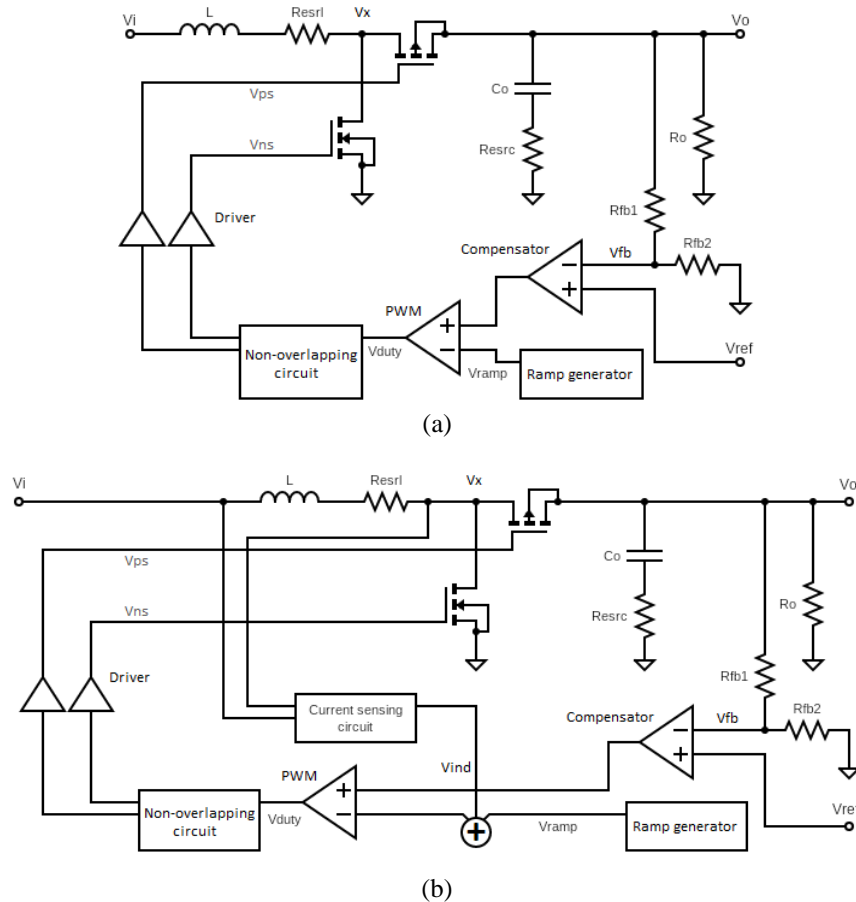 Vi
L
Resrl
Vx
Vo
Vps
Co
Vns
Resrc
Ro
Driver
Rfb1
Compensator
Vfb
Rfb2
PWM
Non-overlapping
circuit
Vduty
Vramp
Ramp generator
Vref
(a)
Vi
L
Resrl
Vx
Vo
Vps
Co
Vns
Resrc
Ro
Driver
Rfb1
Current sensing
circuit
Compensator
Vfb
Rfb2
Vind
PWM
Non-overlapping
circuit
Vduty
Vramp
Ramp generator
Vref
(b)